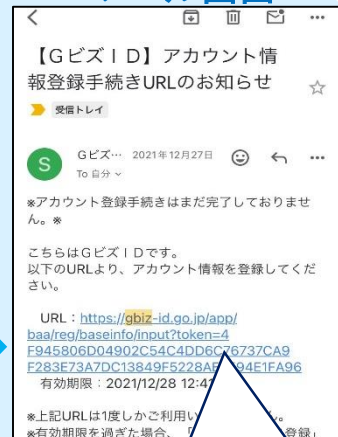 【GビズID】アカウント情
報登録手続きURLのお知らせ
受信トレイ
S
Gビズ… 2021年12月27日
To 自分
*アカウント登録手続きはまだ完了しておりませ
ん。*
こちらはGビズIDです。
以下のURLより、アカウント情報を登録してくだ
さい。
URL：https://gbiz-id.go.jp/app/
baa/reg/baseinfo/input?token=4
F945806D04902C54C4DD6C76737CA9
F283E73A7DC13849F5228AF 94E1FA96
有効期限：2021/12/28 12:4
*上記URLは1度しかご利用い ん。
*有効期限を過ぎた場合、「 登録」